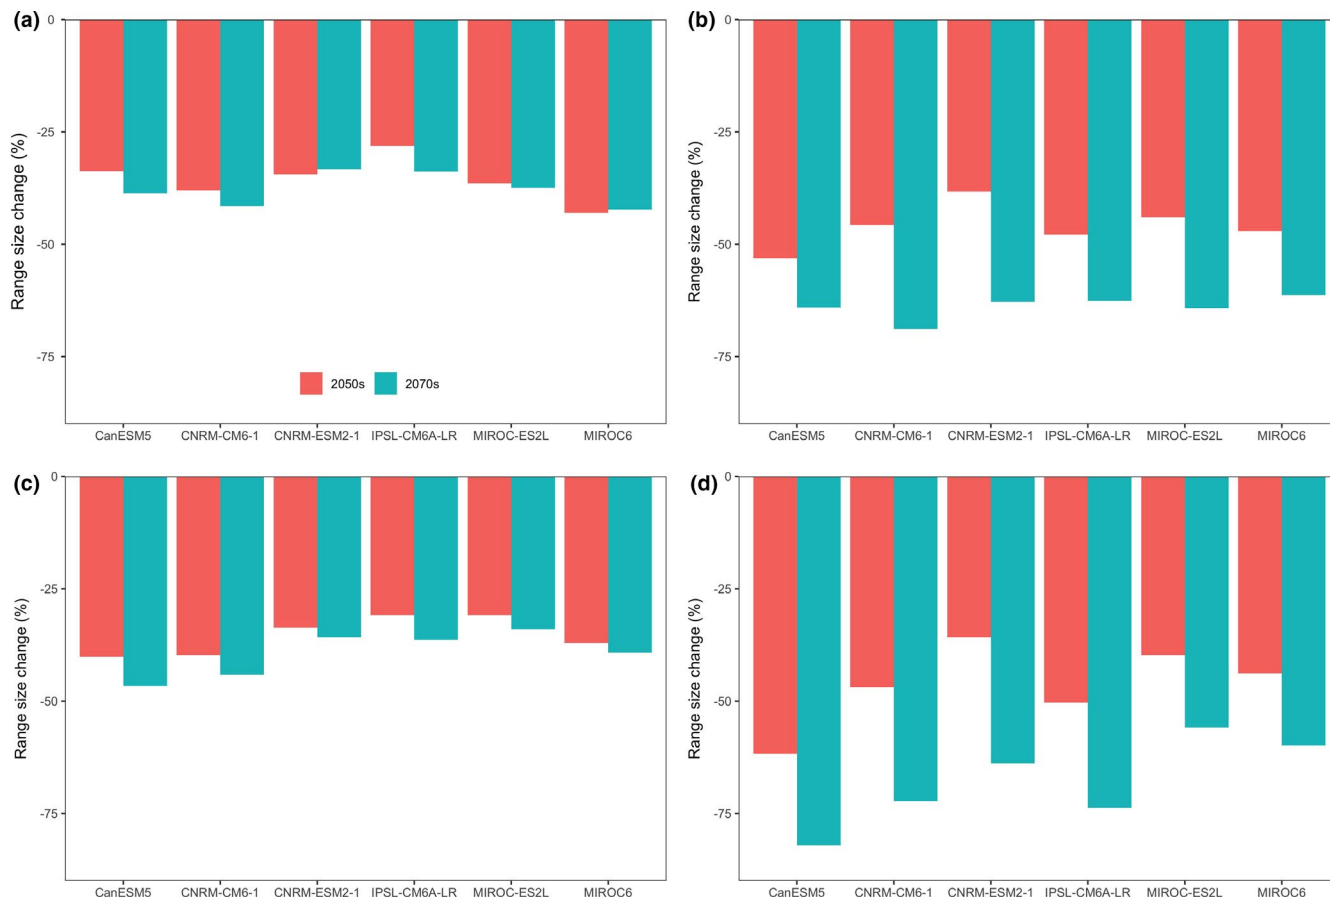 (a)
Range size change (%)
0
-25
-50
-75
2050s 2070s
CanESM5 CNRM-CM6-1 CNRM-ESM2-1 IPSL-CM6A-LR MIROC-ES2L MIROC6
(b)
Range size change (%)
0
-25
-50
-75
CanESM5 CNRM-CM6-1 CNRM-ESM2-1 IPSL-CM6A-LR MIROC-ES2L MIROC6
(c)
Range size change (%)
0
-25
-50
-75
CanESM5 CNRM-CM6-1 CNRM-ESM2-1 IPSL-CM6A-LR MIROC-ES2L MIROC6
(d)
Range size change (%)
0
-25
-50
-75
CanESM5 CNRM-CM6-1 CNRM-ESM2-1 IPSL-CM6A-LR MIROC-ES2L MIROC6